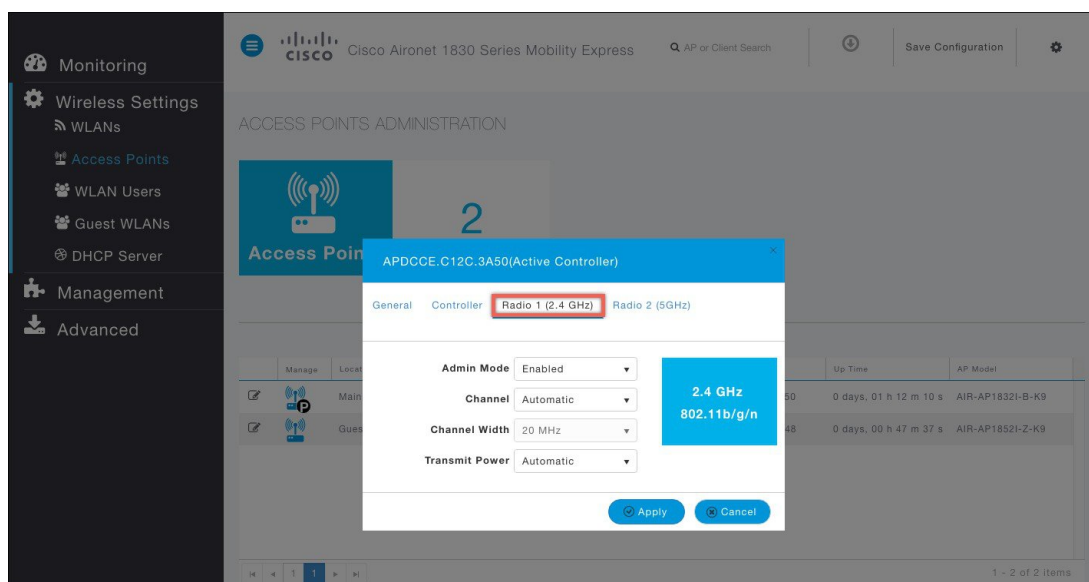 Monitoring
Wireless Settings
WLANs
Access Points
WLAN Users
Guest WLANs
DHCP Server
Management
Advanced
CISCO
Cisco Aironet 1830 Series Mobility Express
AP or Client Search
Save Configuration
ACCESS POINTS ADMINISTRATION
Access Poin
2
APDCCE.C12C.3A50(Active Controller)
×
General Controller Radio 1 (2.4 GHz) Radio 2 (5GHz)
Admin Mode Enabled
Channel Automatic
Channel Width 20 MHz
Transmit Power Automatic
2.4 GHz
802.11b/g/n
Apply Cancel
Manage Locat Up Time AP Model
P Main 50 0 days, 01 h 12 m 10 s AIR-AP1832I-B-K9
Gues 48 0 days, 00 h 47 m 37 s AIR-AP1852I-Z-K9
1 1 1 - 2 of 2 items